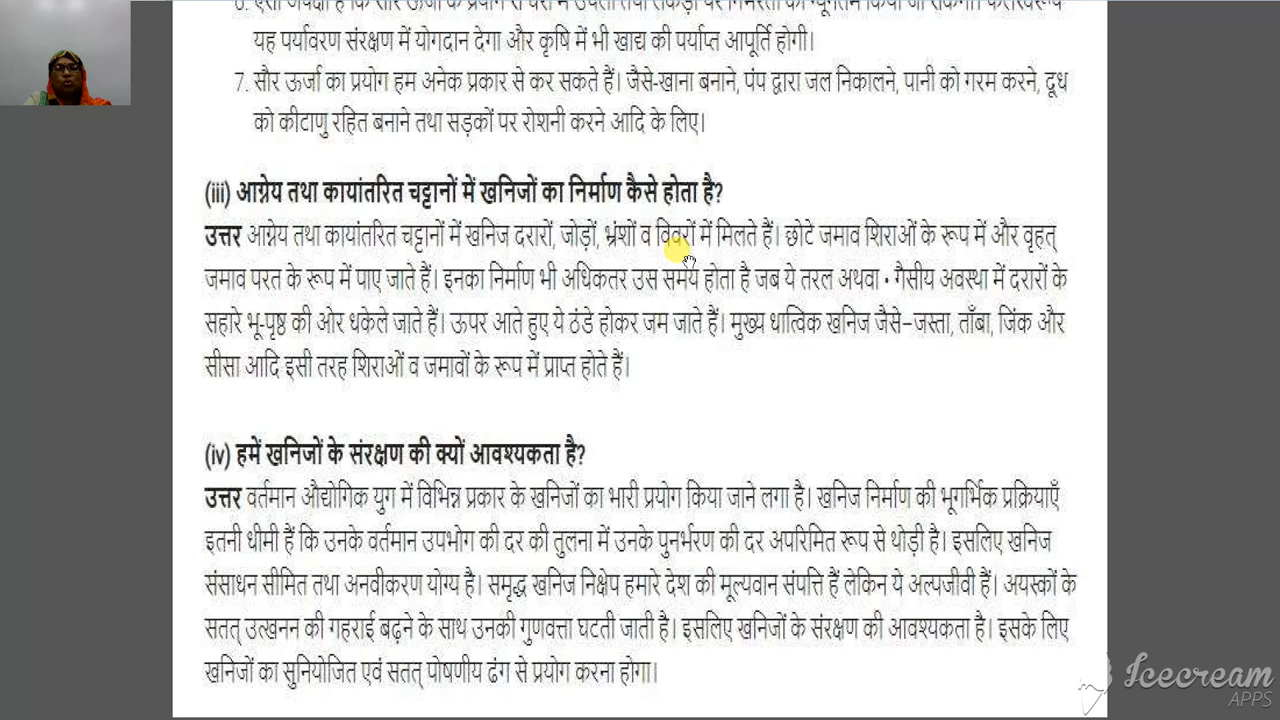 यह पर्यावरण संरक्षण में योगदान देगा और कृषि में भी खाद्य की पर्याप्त आपूर्ति होगी।
7. सौर ऊर्जा का प्रयोग हम अनेक प्रकार से कर सकते हैं। जैसे-खाना बनाने, पंप द्वारा जल निकालने, पानी को गरम करने, दूध
को कीटाणु रहित बनाने तथा सड़कों पर रोशनी करने आदि के लिए।
(iii) आग्नेय तथा कायांतरित चट्टानों में खनिजों का निर्माण कैसे होता है?
उत्तर आग्नेय तथा कायांतरित चट्टानों में खनिज दरारों, जोड़ों, भ्रंशों व विवरों में मिलते हैं। छोटे जमाव शिराओं के रूप में और वृहत्
जमाव परत के रूप में पाए जाते हैं। इनका निर्माण भी अधिकतर उस समय होता है जब ये तरल अथवा • गैसीय अवस्था में दरारों के
सहारे भू-पृष्ठ की ओर धकेले जाते हैं। ऊपर आते हुए ये ठंडे होकर जम जाते हैं। मुख्य धात्विक खनिज जैसे–जस्ता, ताँबा, जिंक और
सीसा आदि इसी तरह शिराओं व जमावों के रूप में प्राप्त होते हैं।
(iv) हमें खनिजों के संरक्षण की क्यों आवश्यकता है?
उत्तर वर्तमान औद्योगिक युग में विभिन्न प्रकार के खनिजों का भारी प्रयोग किया जाने लगा है। खनिज निर्माण की भूगर्भिक प्रक्रियाएँ
इतनी धीमी हैं कि उनके वर्तमान उपभोग की दर की तुलना में उनके पुनर्भरण की दर अपरिमित रूप से थोड़ी है। इसलिए खनिज
संसाधन सीमित तथा अनवीकरण योग्य है। समृद्ध खनिज निक्षेप हमारे देश की मूल्यवान संपत्ति हैं लेकिन ये अल्पजीवी हैं। अयस्कों के
सतत् उत्खनन की गहराई बढ़ने के साथ उनकी गुणवत्ता घटती जाती है। इसलिए खनिजों के संरक्षण की आवश्यकता है। इसके लिए
खनिजों का सुनियोजित एवं सतत् पोषणीय ढंग से प्रयोग करना होगा।
Icecream
APPS